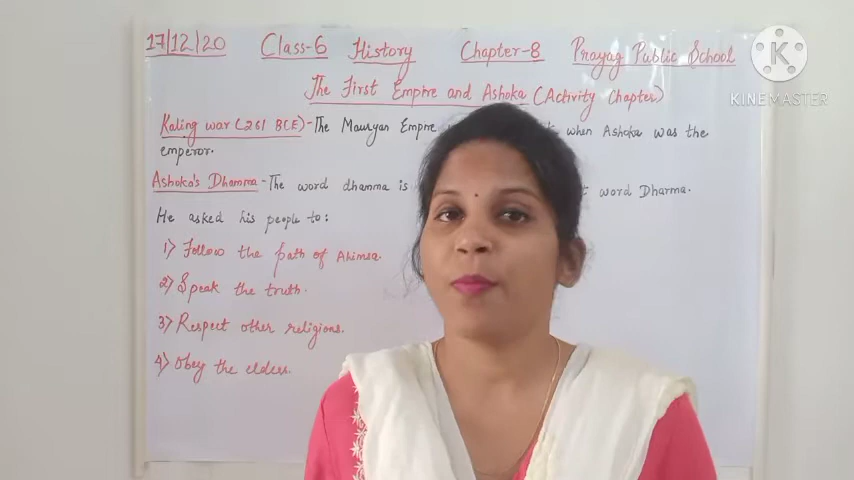 17/12/20 Class-6 History Chapter-8 Prayag Public School
The First Empire and Ashoka (Activity Chapter)
Kaling war (261 BCE) - The Mauryan Empire when Ashoka was the
emperor.
Ashoka's Dhamma - The word dhamma is word Dharma.
He asked his people to:
1) Follow the path of Ahimsa.
2) Speak the truth.
3) Respect other religions.
4) Obey the elders.
KINEMASTER